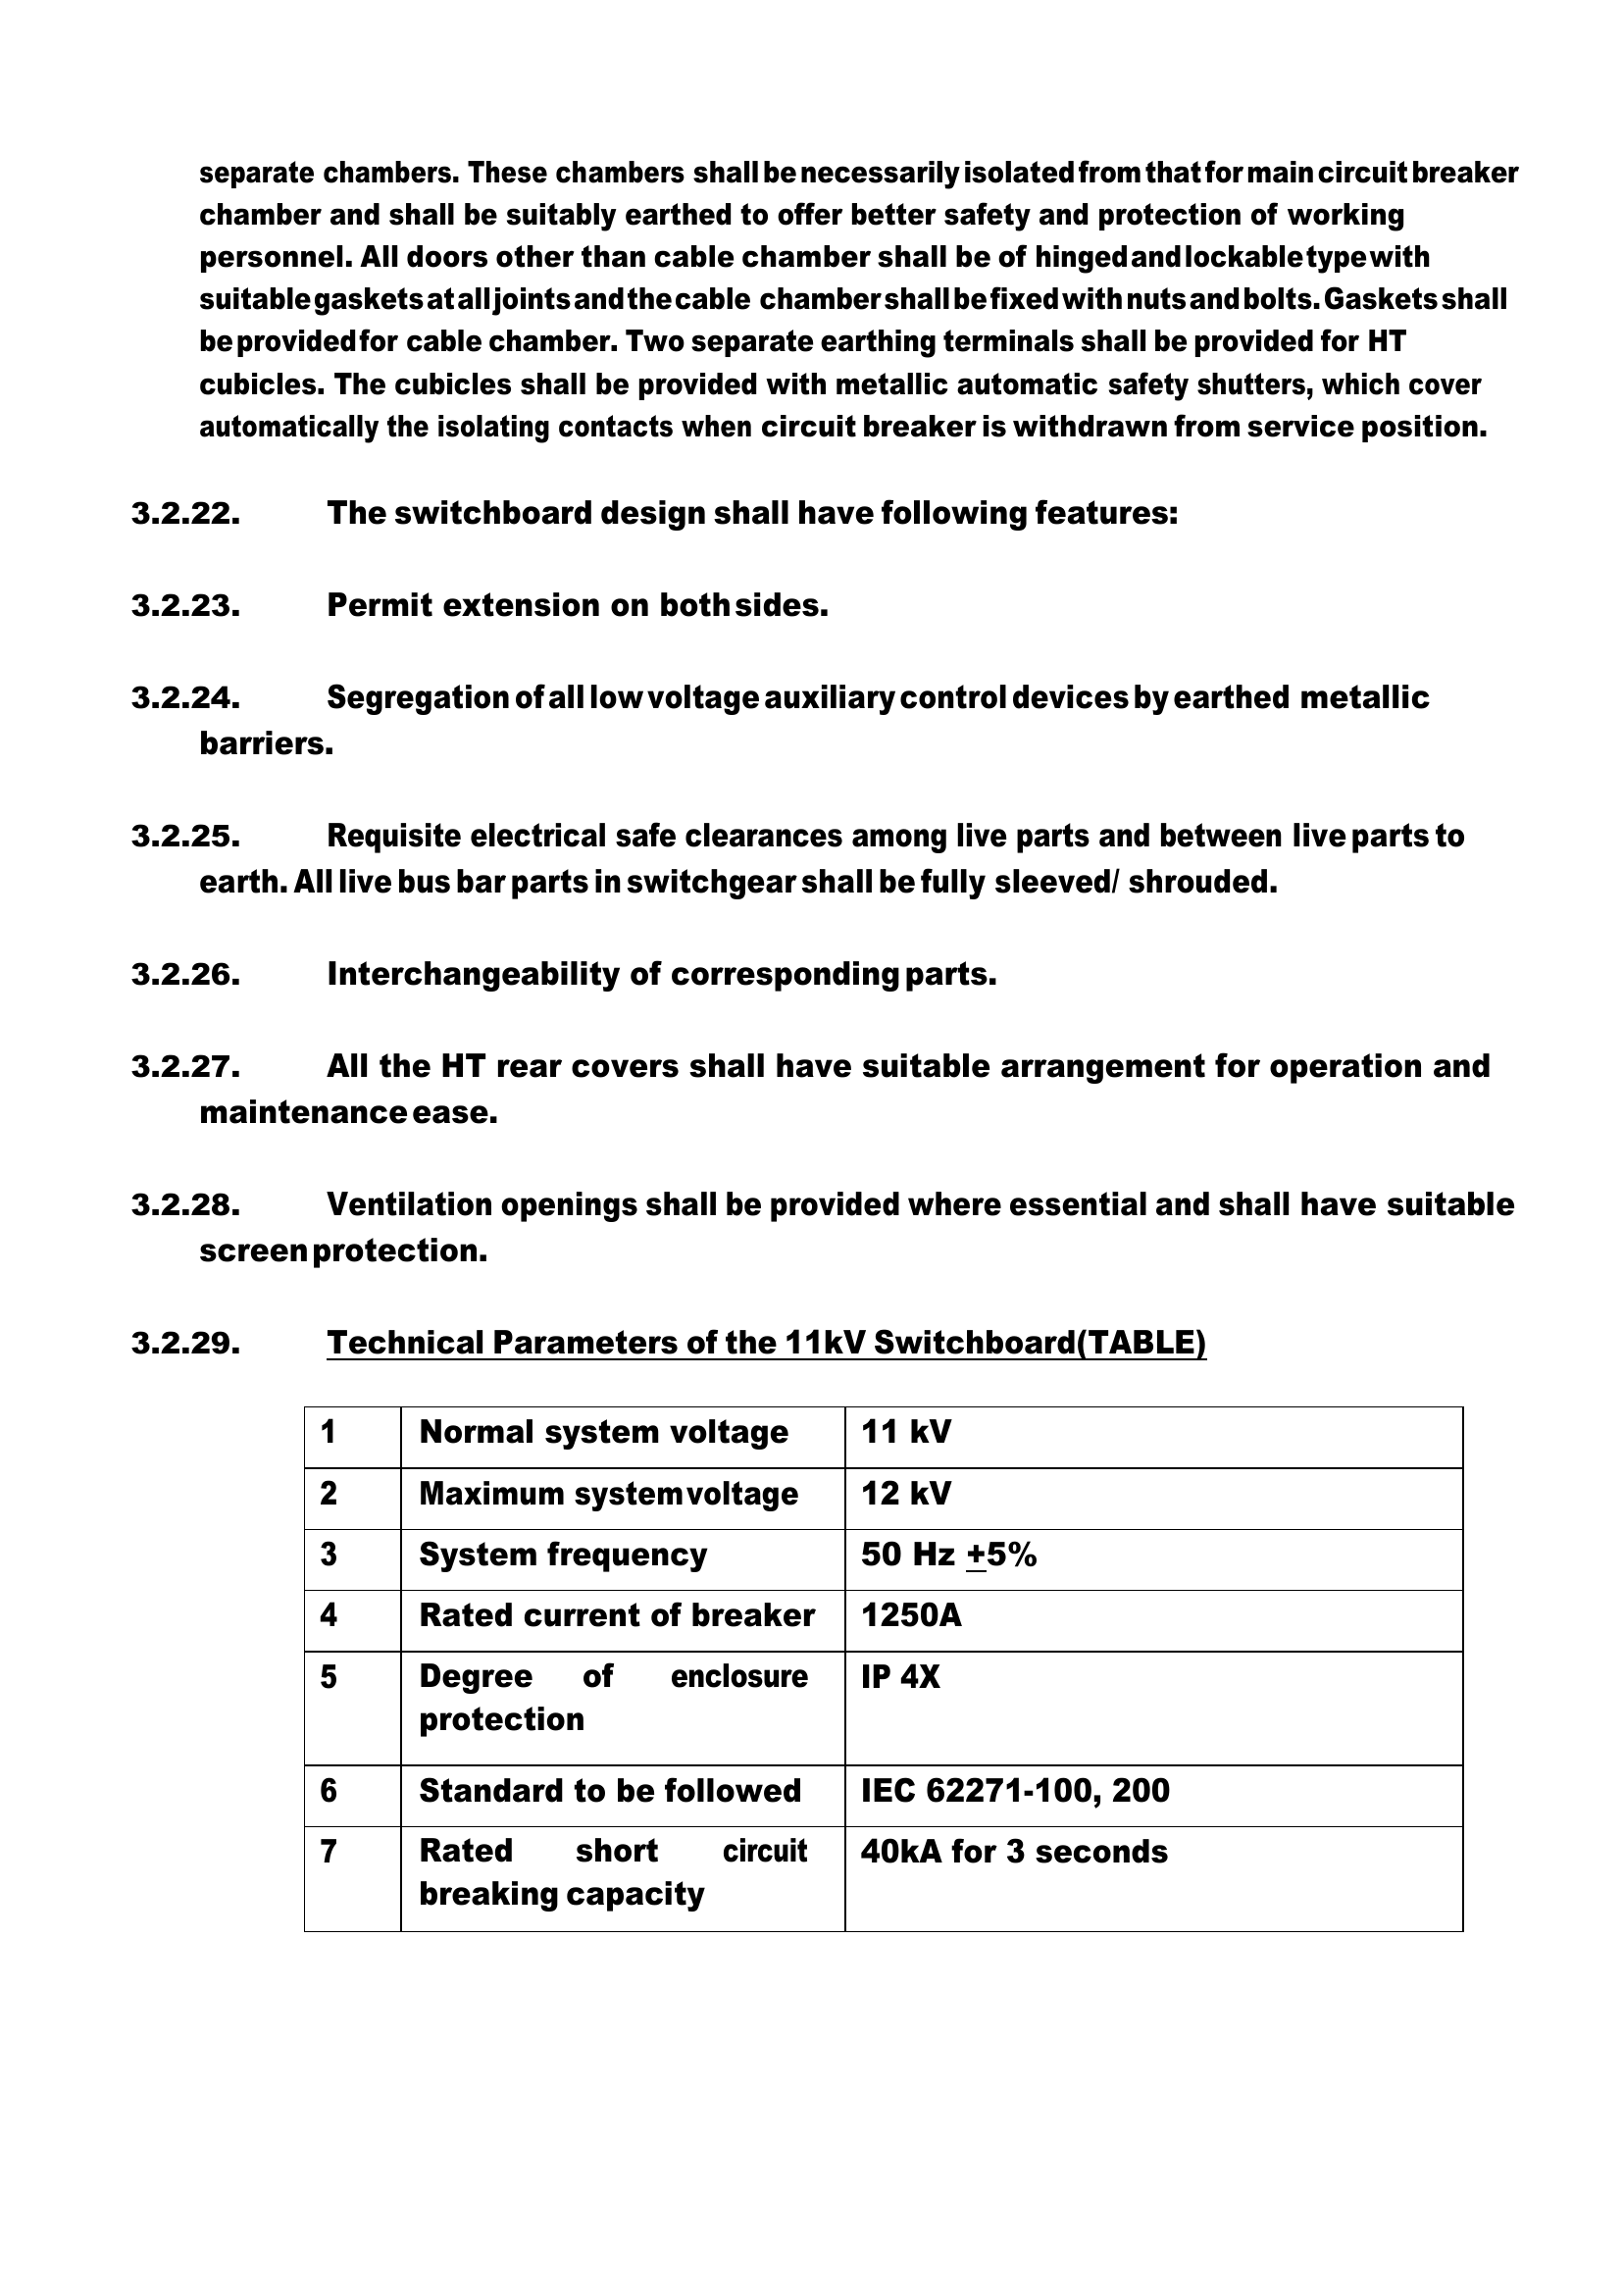 separate chambers. These chambers shall be necessarily isolated from that for main circuit breaker
chamber and shall be suitably earthed to offer better safety and protection of working
personnel. All doors other than cable chamber shall be of hinged and lockable type with
suitable gaskets at all joints and the cable chamber shall be fixed with nuts and bolts. Gaskets shall
be provided for cable chamber. Two separate earthing terminals shall be provided for HT
cubicles. The cubicles shall be provided with metallic automatic safety shutters, which cover
automatically the isolating contacts when circuit breaker is withdrawn from service position.
3.2.22. The switchboard design shall have following features:
3.2.23. Permit extension on both sides.
3.2.24. Segregation of all low voltage auxiliary control devices by earthed metallic
barriers.
3.2.25. Requisite electrical safe clearances among live parts and between live parts to
earth. All live bus bar parts in switchgear shall be fully sleeved/ shrouded.
3.2.26. Interchangeability of corresponding parts.
3.2.27. All the HT rear covers shall have suitable arrangement for operation and
maintenance ease.
3.2.28. Ventilation openings shall be provided where essential and shall have suitable
screen protection.
3.2.29. Technical Parameters of the 11kV Switchboard(TABLE)
1 Normal system voltage 11 kV
2 Maximum system voltage 12 kV
3 System frequency 50 Hz +5%
4 Rated current of breaker 1250A
5 Degree of enclosure IP 4X
protection
6 Standard to be followed IEC 62271-100, 200
7 Rated short circuit 40kA for 3 seconds
breaking capacity